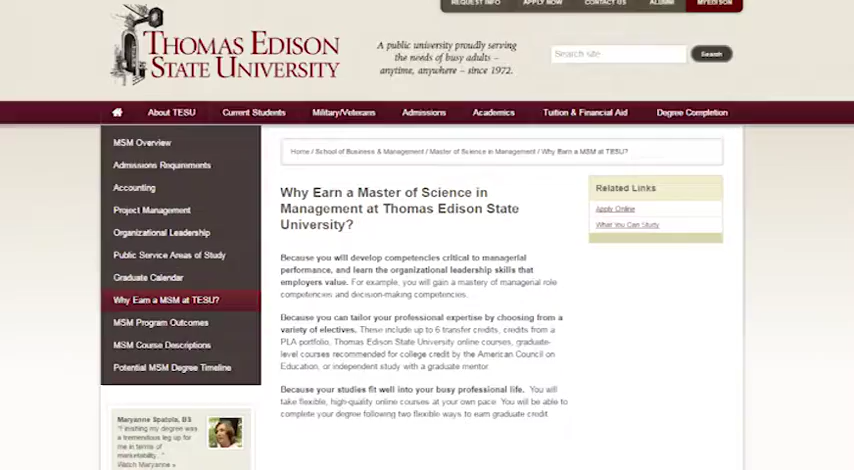 REQUEST INFO APPLY NOW CONTACT US ALUMNI MYEDISON
THOMAS EDISON
STATE UNIVERSITY
A public university proudly serving
the needs of busy adults –
anytime, anywhere – since 1972.
Search site
Search
About TESU Current Students Military/Veterans Admissions Academics Tuition & Financial Aid Degree Completion
MSM Overview
Admissions Requirements
Accounting
Project Management
Organizational Leadership
Public Service Areas of Study
Graduate Calendar
Why Earn a MSM at TESU?
MSM Program Outcomes
MSM Course Descriptions
Potential MSM Degree Timeline
Maryanne Spatola, BS
"Finishing my degree was
a tremendous leg up for
me in terms of
marketability..."
Watch Maryanne »
Home / School of Business & Management / Master of Science in Management / Why Earn a MSM at TESU?
Why Earn a Master of Science in
Management at Thomas Edison State
University?
Because you will develop competencies critical to managerial
performance, and learn the organizational leadership skills that
employers value. For example, you will gain a mastery of managerial role
competencies and decision-making competencies.
Because you can tailor your professional expertise by choosing from a
variety of electives. These include up to 6 transfer credits, credits from a
PLA portfolio, Thomas Edison State University online courses, graduate-
level courses recommended for college credit by the American Council on
Education, or independent study with a graduate mentor.
Because your studies fit well into your busy professional life. You will
take flexible, high-quality online courses at your own pace. You will be able to
complete your degree following two flexible ways to earn graduate credit
Related Links
Apply Online
What You Can Study